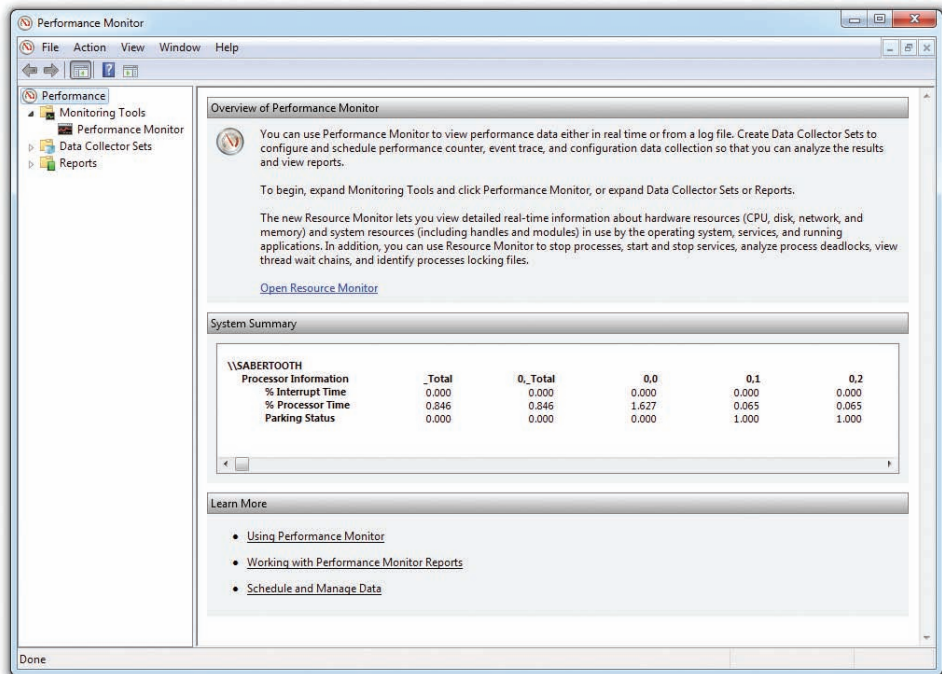 Performance Monitor
File Action View Window Help
Performance
Monitoring Tools
Performance Monitor
Data Collector Sets
Reports
Overview of Performance Monitor
You can use Performance Monitor to view performance data either in real time or from a log file. Create Data Collector Sets to
configure and schedule performance counter, event trace, and configuration data collection so that you can analyze the results
and view reports.
To begin, expand Monitoring Tools and click Performance Monitor, or expand Data Collector Sets or Reports.
The new Resource Monitor lets you view detailed real-time information about hardware resources (CPU, disk, network, and
memory) and system resources (including handles and modules) in use by the operating system, services, and running
applications. In addition, you can use Resource Monitor to stop processes, start and stop services, analyze process deadlocks, view
thread wait chains, and identify processes locking files.
Open Resource Monitor
System Summary
\\SABERTOOTH
Processor Information _Total 0,_Total 0,0 0,1 0,2
% Interrupt Time 0.000 0.000 0.000 0.000 0.000
% Processor Time 0.846 0.846 1.627 0.065 0.065
Parking Status 0.000 0.000 0.000 1.000 1.000
Learn More
• Using Performance Monitor
• Working with Performance Monitor Reports
• Schedule and Manage Data
Done